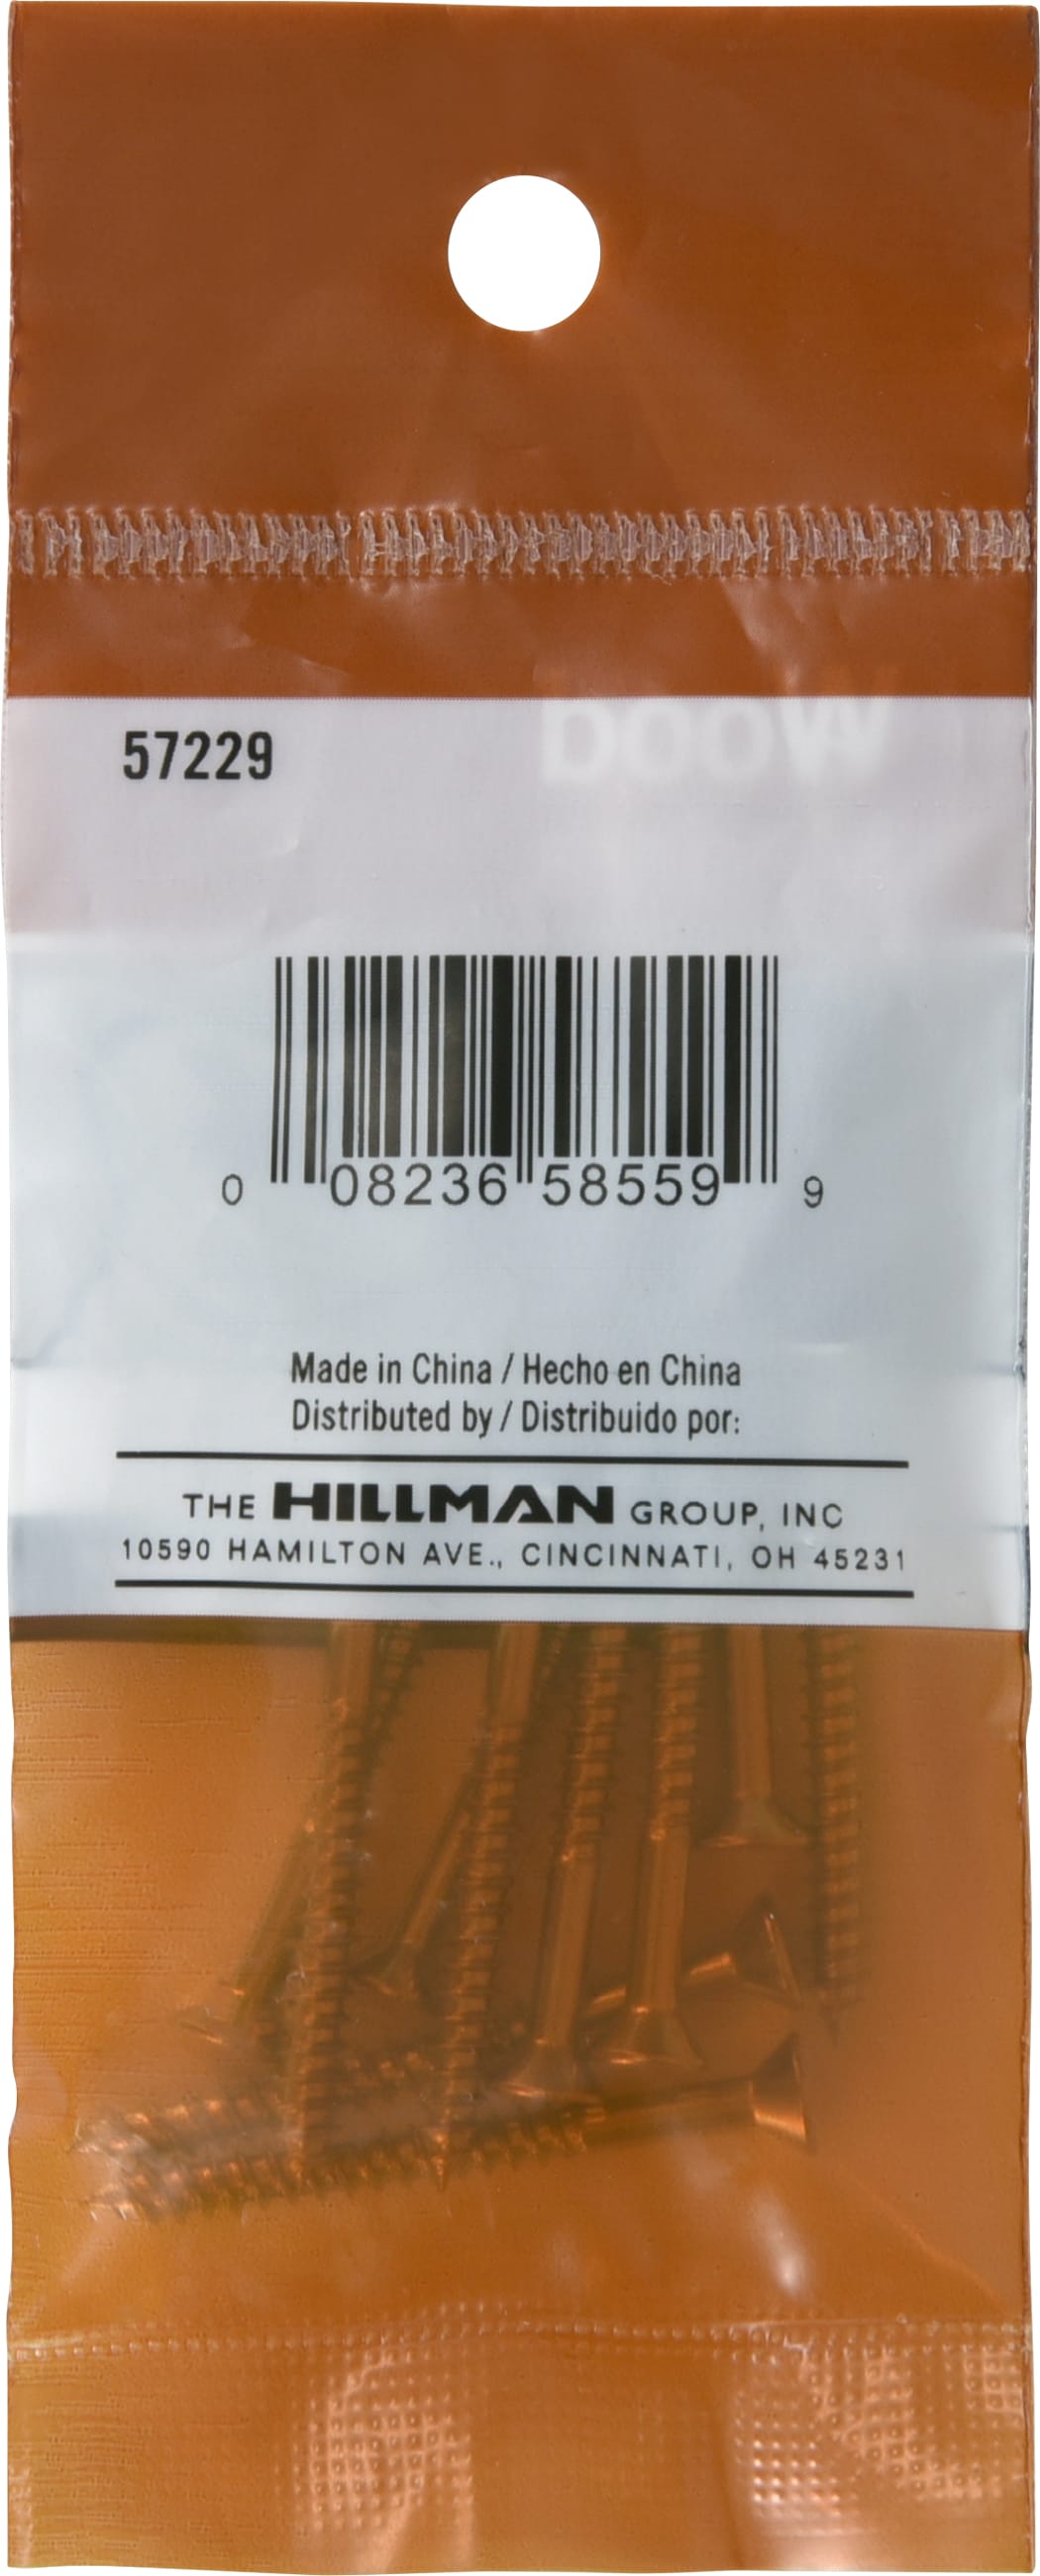 Wood
57229
0 08236 58559 9
Made in China / Hecho en China
Distributed by / Distribuido por:
THE HILLMAN GROUP, INC
10590 HAMILTON AVE., CINCINNATI, OH 45231